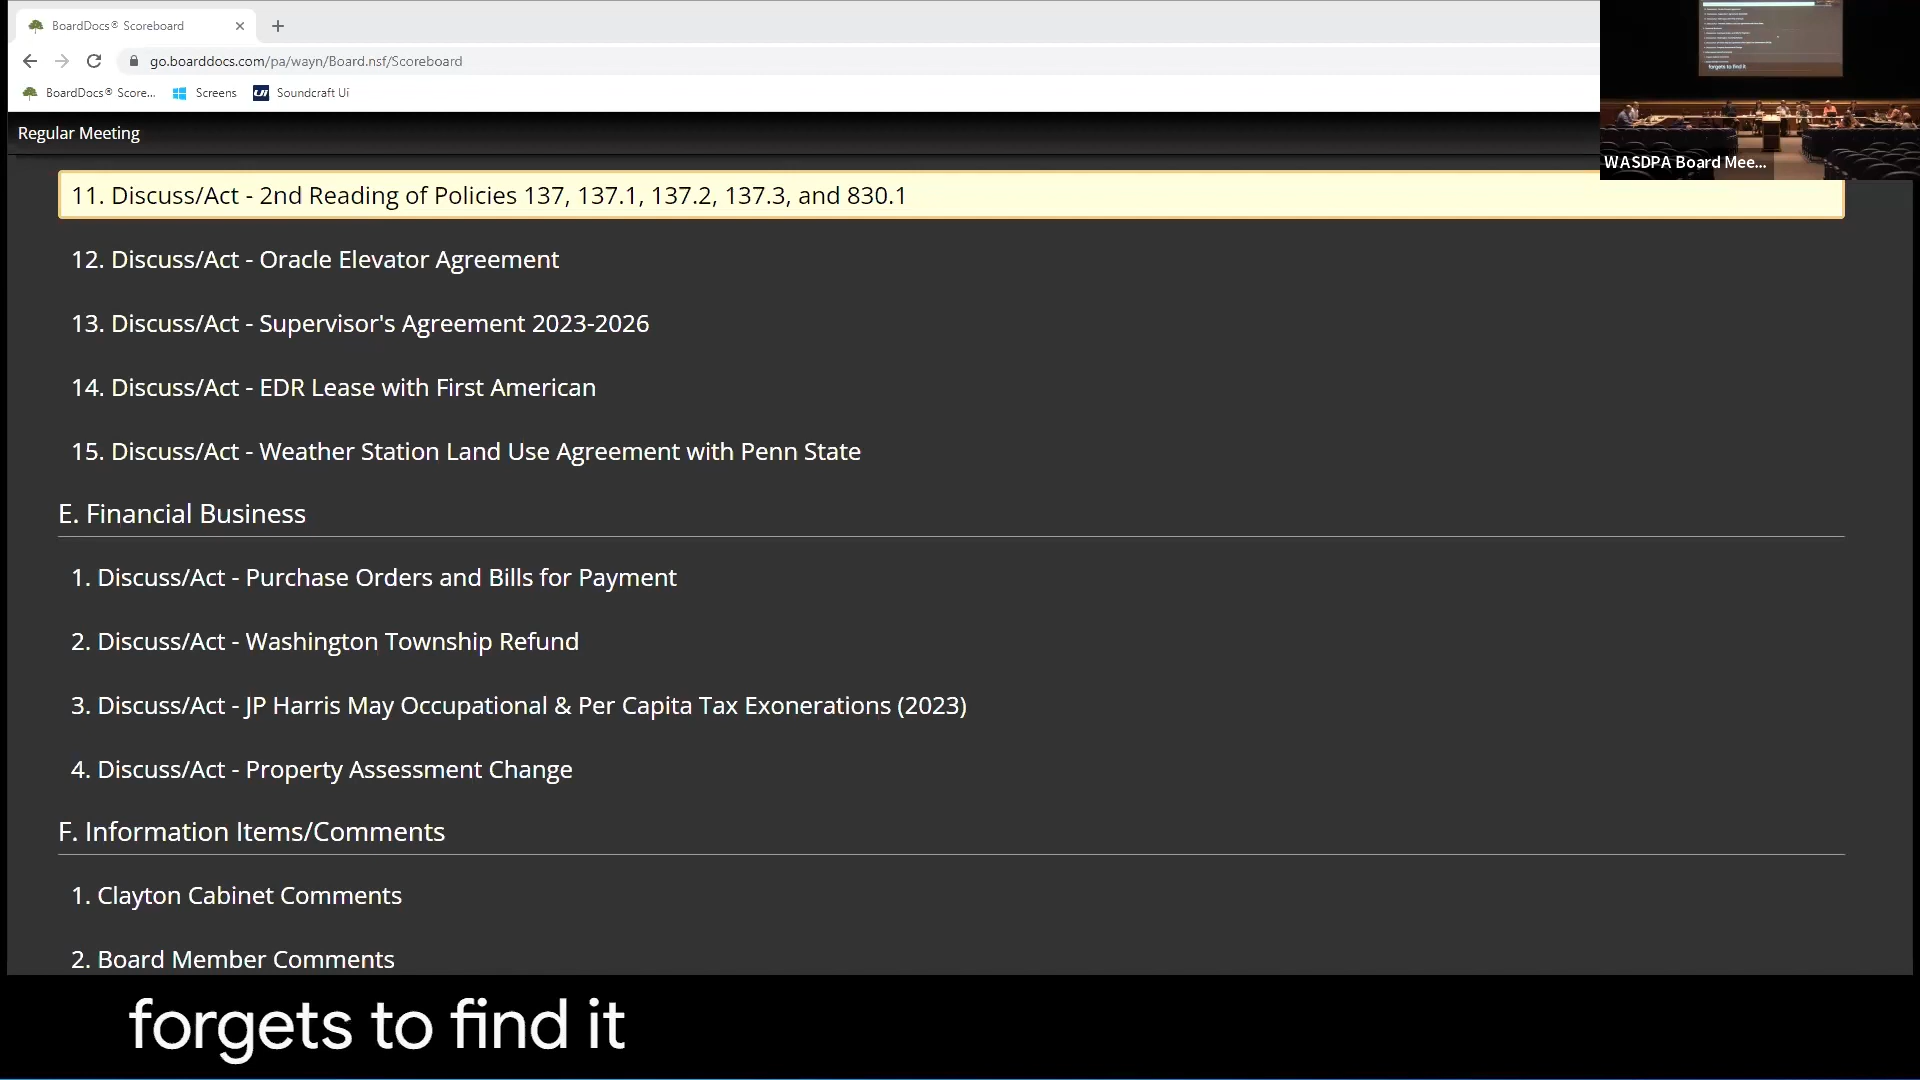 BoardDocs® Scoreboard
go.boarddocs.com/pa/wayn/Board.nsf/Scoreboard
BoardDocs® Score...
Screens
Soundcraft Ui
Regular Meeting
WASDPA Board Mee...
forgets to find it
11. Discuss/Act - 2nd Reading of Policies 137, 137.1, 137.2, 137.3, and 830.1
12. Discuss/Act - Oracle Elevator Agreement
13. Discuss/Act - Supervisor's Agreement 2023-2026
14. Discuss/Act - EDR Lease with First American
15. Discuss/Act - Weather Station Land Use Agreement with Penn State
E. Financial Business
1. Discuss/Act - Purchase Orders and Bills for Payment
2. Discuss/Act - Washington Township Refund
3. Discuss/Act - JP Harris May Occupational & Per Capita Tax Exonerations (2023)
4. Discuss/Act - Property Assessment Change
F. Information Items/Comments
1. Clayton Cabinet Comments
2. Board Member Comments
forgets to find it